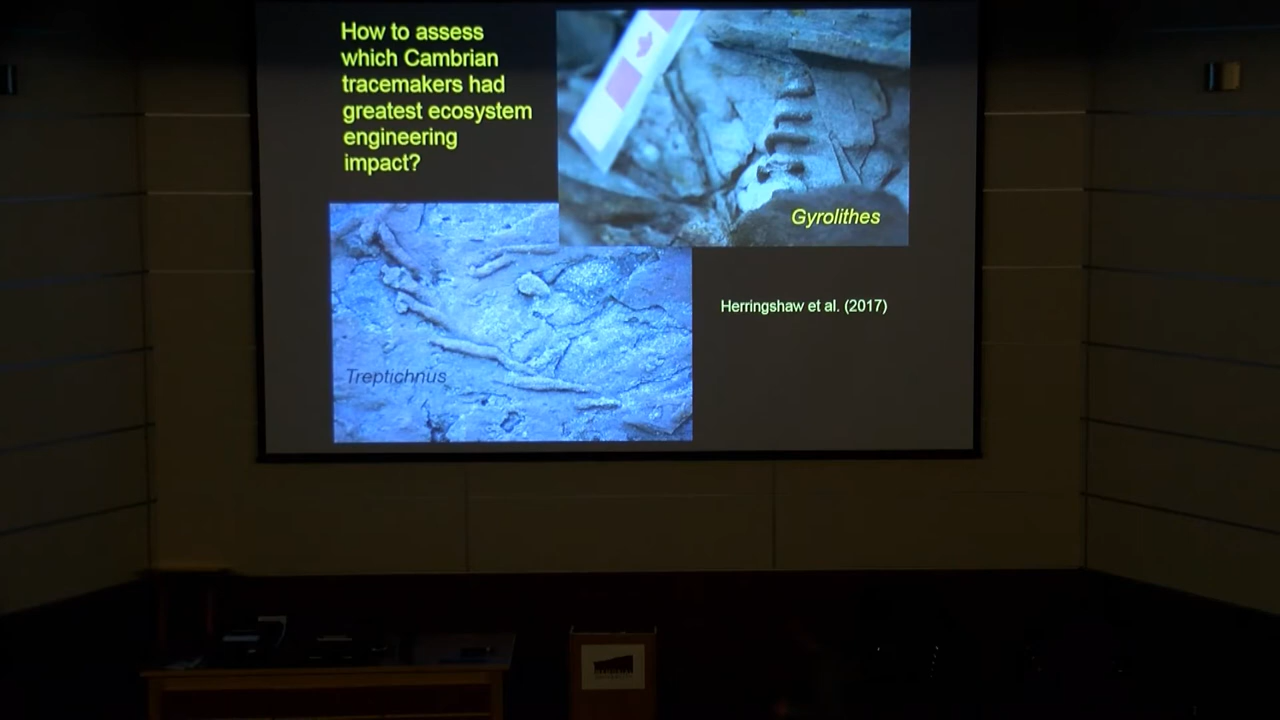 How to assess
which Cambrian
tracemakers had
greatest ecosystem
engineering
impact?
Gyrolithes
Treptichnus
Herringshaw et al. (2017)